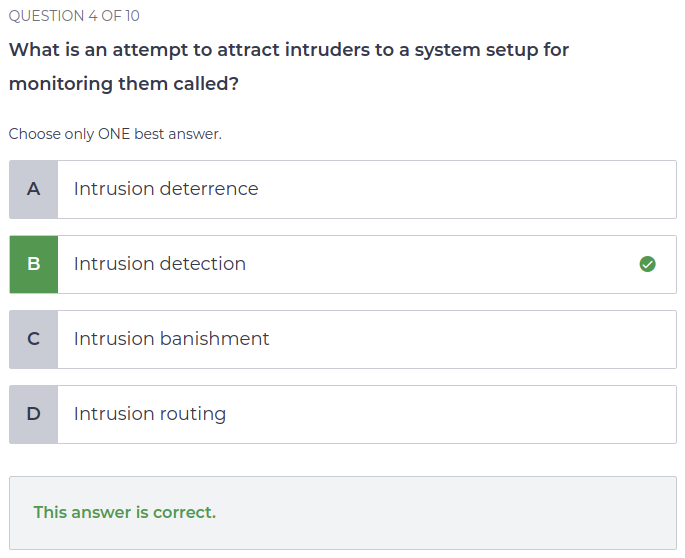 QUESTION 4 OF 10
What is an attempt to attract intruders to a system setup for
monitoring them called?
Choose only ONE best answer.
A Intrusion deterrence
B Intrusion detection
C Intrusion banishment
D Intrusion routing
This answer is correct.